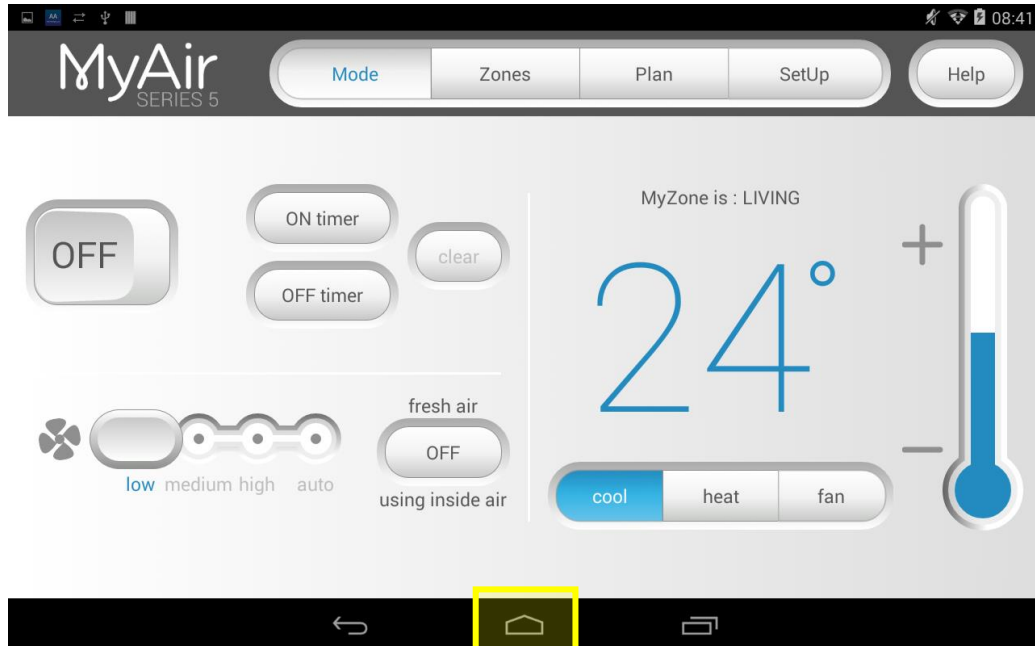 AA
08:41
MyAir
SERIES 5
Mode
Zones
Plan
SetUp
Help
OFF
ON timer
OFF timer
clear
MyZone is : LIVING
24°
+
−
fresh air
OFF
using inside air
low medium high auto
cool
heat
fan